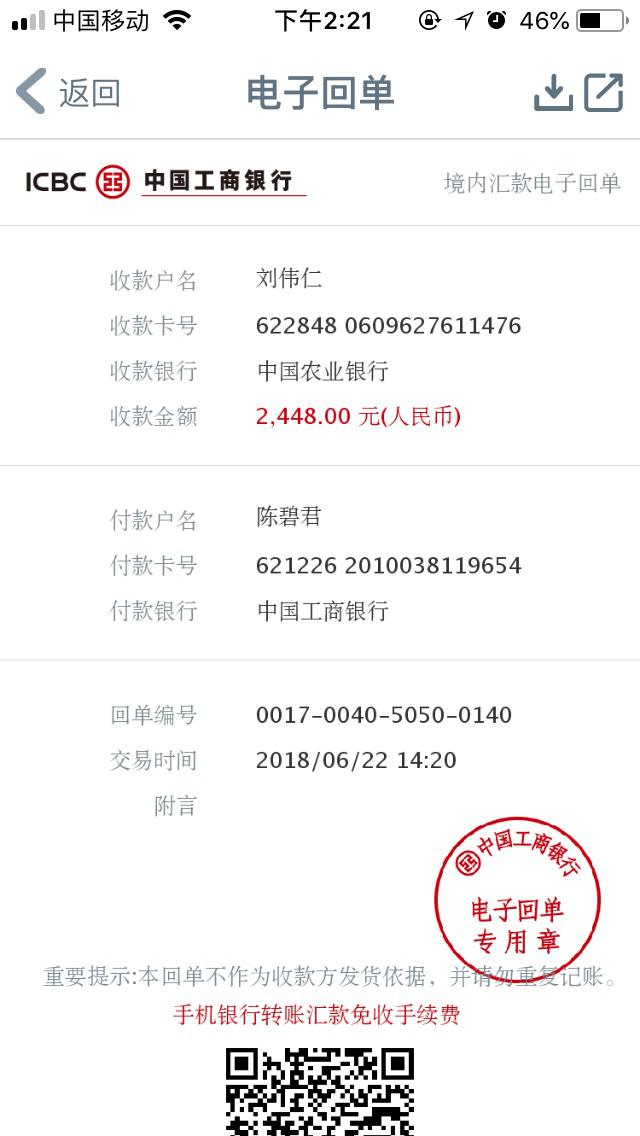 中国移动 下午2:21 46%
返回 电子回单
ICBC 中国工商银行 境内汇款电子回单
收款户名 刘伟仁
收款卡号 622848 0609627611476
收款银行 中国农业银行
收款金额 2,448.00 元(人民币)
付款户名 陈碧君
付款卡号 621226 2010038119654
付款银行 中国工商银行
回单编号 0017-0040-5050-0140
交易时间 2018/06/22 14:20
附言
中国工商银行
电子回单
专用章
重要提示:本回单不作为收款方发货依据，并请勿重复记账。
手机银行转账汇款免收手续费